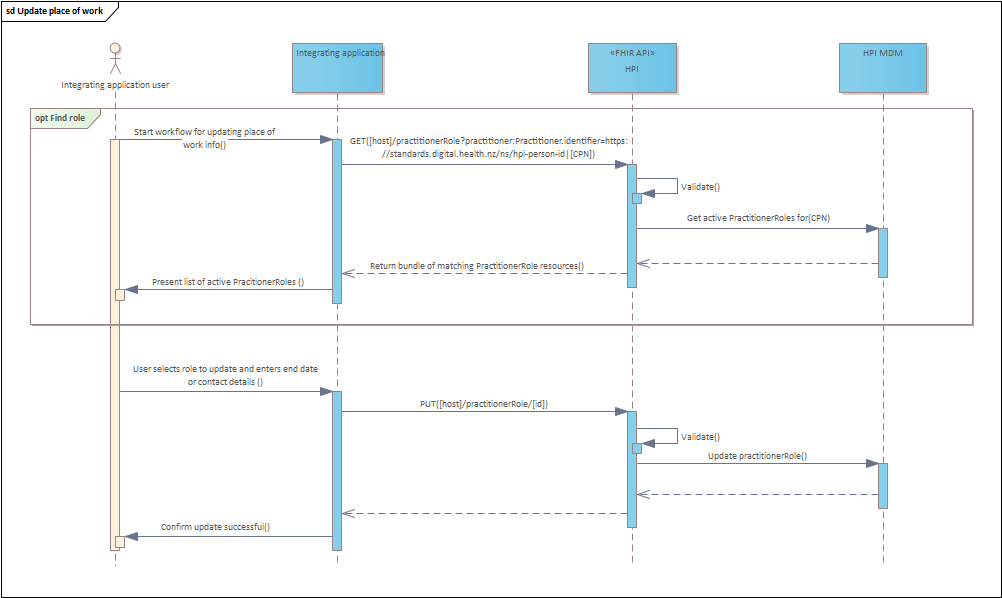 sd Update place of work
Integrating application
«FHIR API»
HPI
HPI MDM
Integrating application user
opt Find role
Start workflow for updating place of
work info()
GET([host]/practitionerRole?practitioner:Practitioner.identifier=https:
//standards.digital.health.nz/ns/hpi-person-id|[CPN])
Validate()
Get active PractitionerRoles for(CPN)
Return bundle of matching PractitionerRole resources()
Present list of active PracitionerRoles ()
User selects role to update and enters end date
or contact details ()
PUT([host]/practitionerRole/[id])
Validate()
Update practitionerRole()
Confirm update successful()